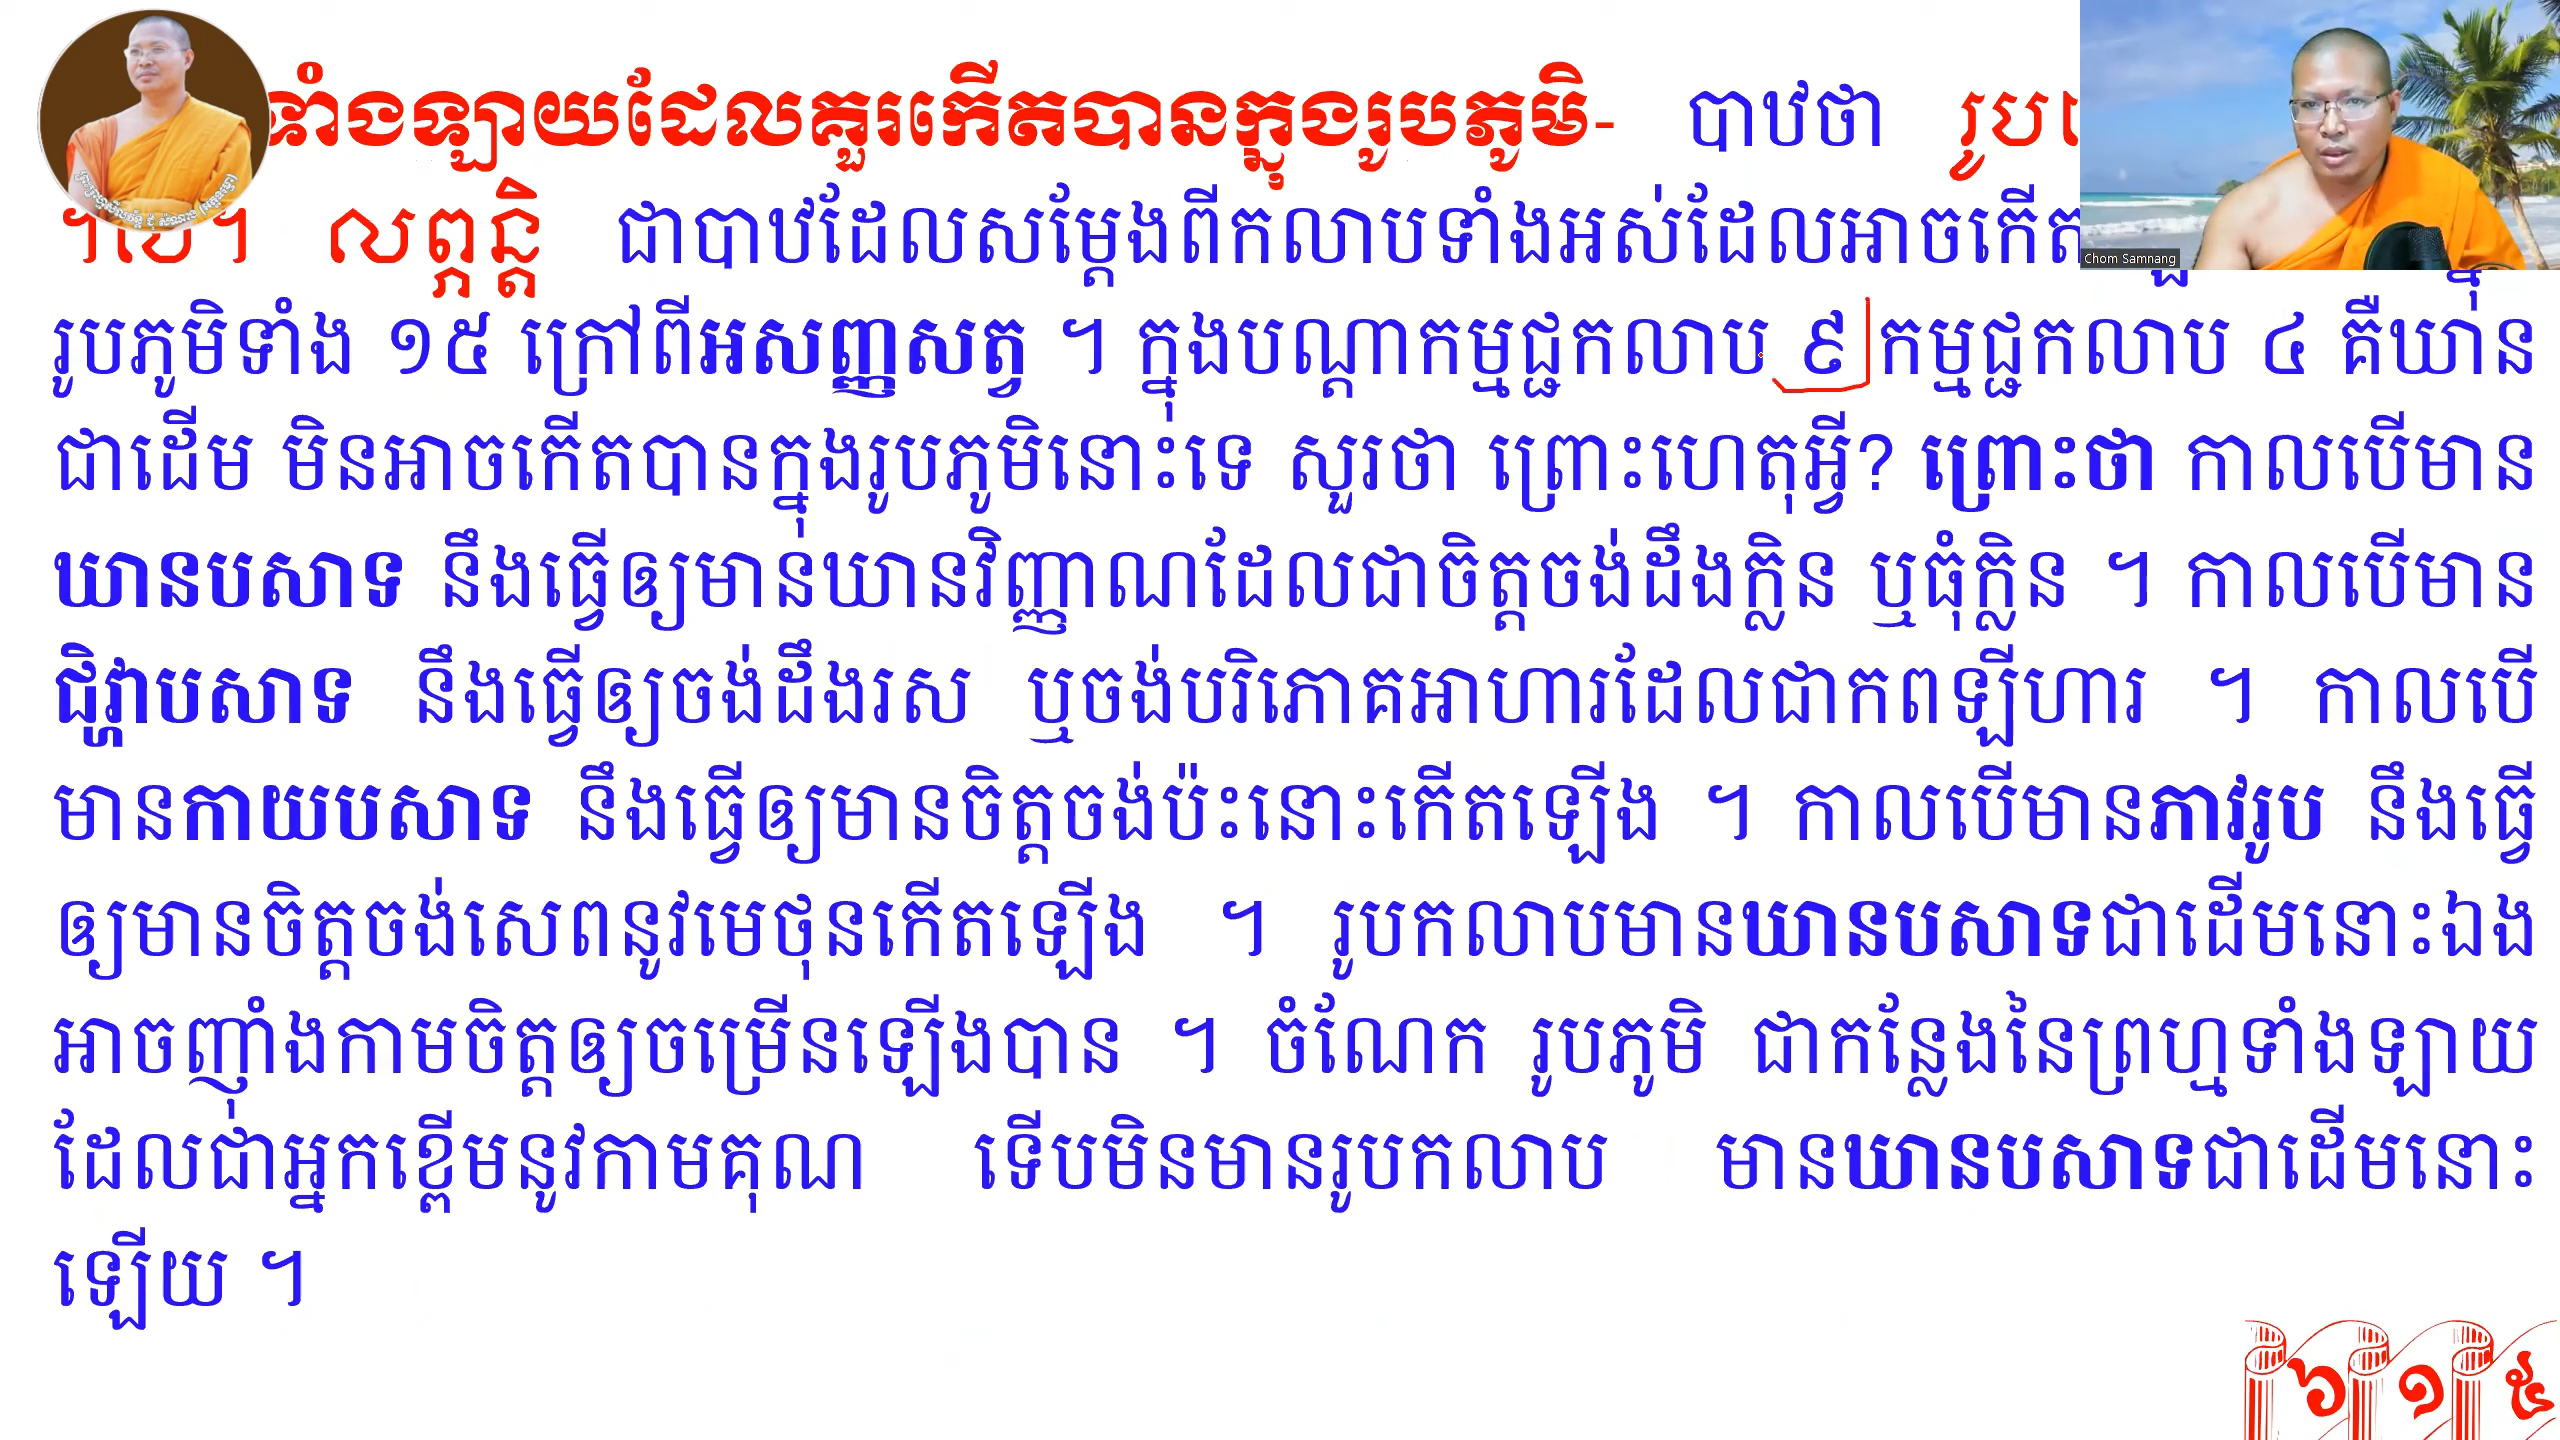 ទាំងឡាយដែលគួរកើតបានក្នុងរូបភូមិ- បាឋថា រូប
។បេ។ លព្ភន្តិ ជាបាឋដែលសម្ដែងពីកលាបទាំងអស់ដែលអាចកើត
រូបភូមិទាំង ១៥ ក្រៅពីអសញ្ញសត្វ ។ ក្នុងបណ្ដាកម្មជ្ជកលាប ៩ កម្មជ្ជកលាប ៤ គឺឃាន
ជាដើម មិនអាចកើតបានក្នុងរូបភូមិនោះទេ សួរថា ព្រោះហេតុអ្វី? ព្រោះថា កាលបើមាន
ឃានបសាទ នឹងធ្វើឲ្យមានឃានវិញ្ញាណដែលជាចិត្តចង់ដឹងក្លិន ឬធុំក្លិន ។ កាលបើមាន
ជិវ្ហាបសាទ នឹងធ្វើឲ្យចង់ដឹងរស ឬចង់បរិភោគអាហារដែលជាកពឡីហារ ។ កាលបើ
មានកាយបសាទ នឹងធ្វើឲ្យមានចិត្តចង់ប៉ះនោះកើតឡើង ។ កាលបើមានភាវរូប នឹងធ្វើ
ឲ្យមានចិត្តចង់សេពនូវមេថុនកើតឡើង ។ រូបកលាបមានឃានបសាទជាដើមនោះឯង
អាចញ៉ាំងកាមចិត្តឲ្យចម្រើនឡើងបាន ។ ចំណែក រូបភូមិ ជាកន្លែងនៃព្រហ្មទាំងឡាយ
ដែលជាអ្នកខ្ពើមនូវកាមគុណ ទើបមិនមានរូបកលាប មានឃានបសាទជាដើមនោះ
ឡើយ ។
Chom Samnang
៦១៥